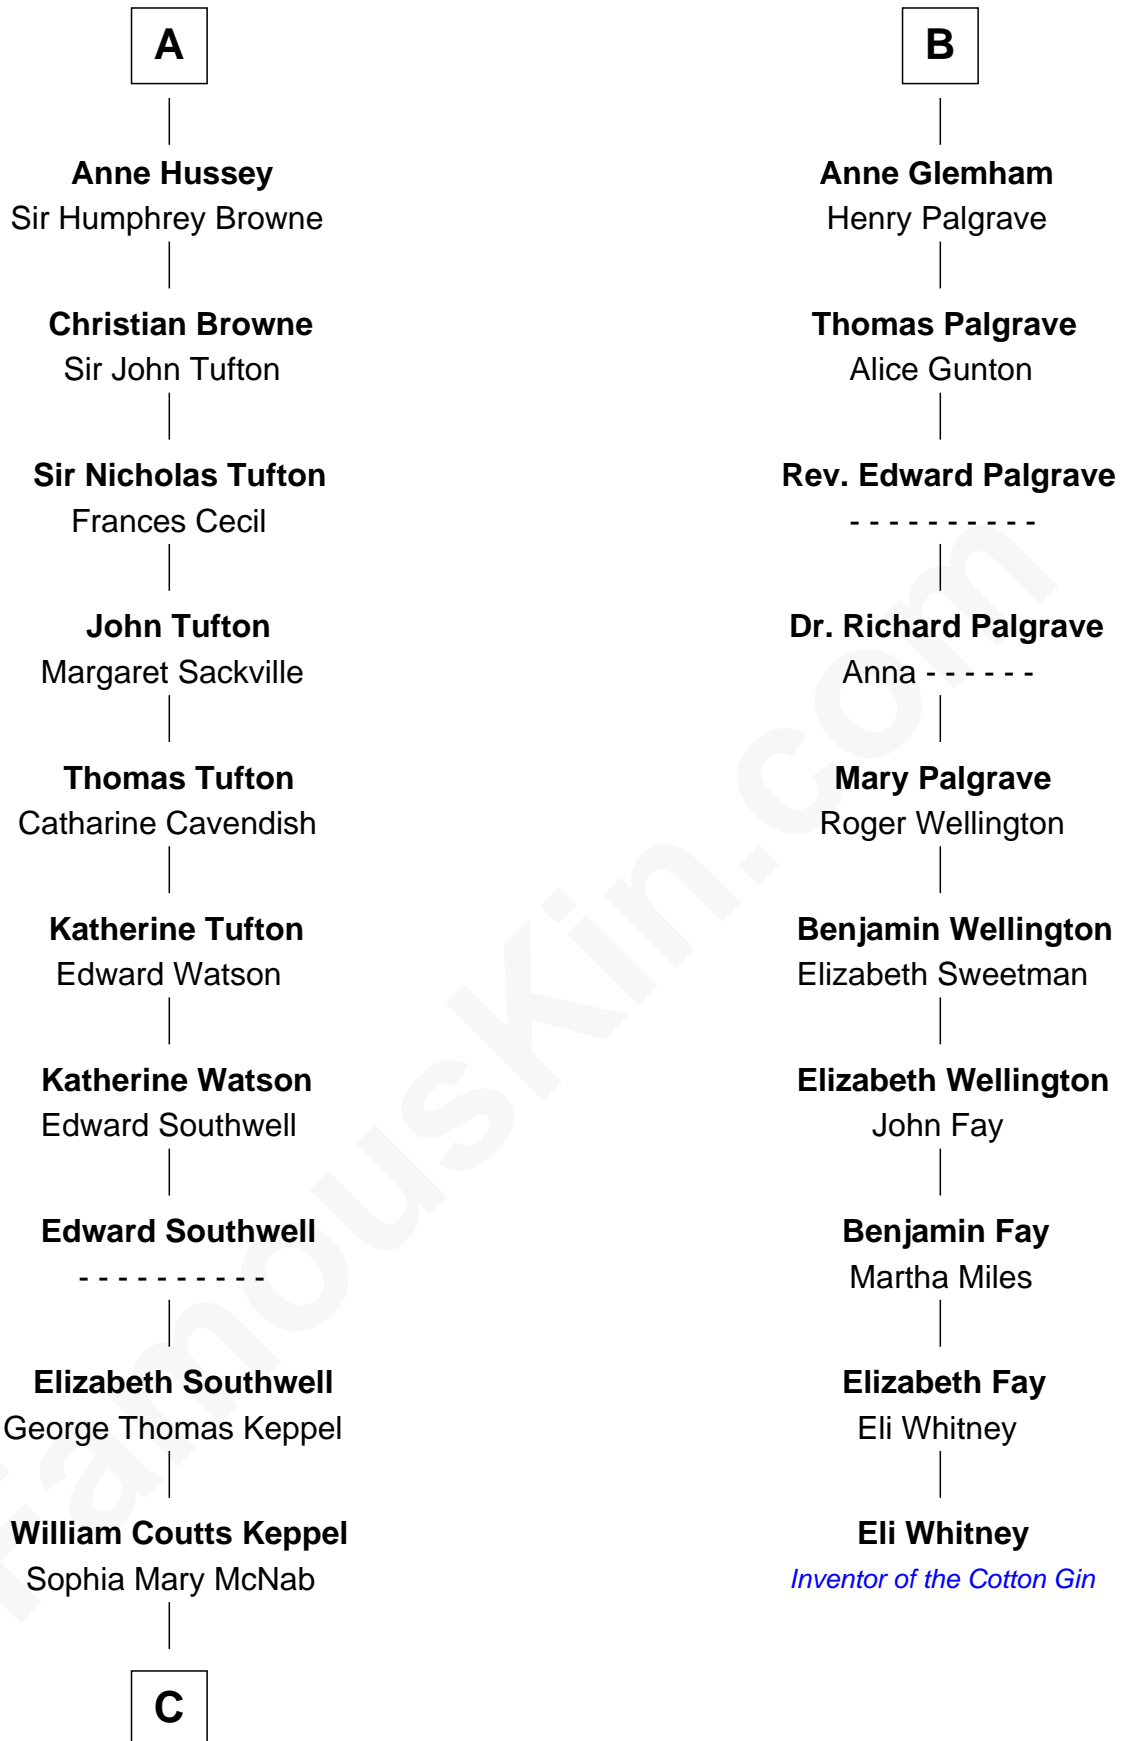 A
Anne Hussey
Sir Humphrey Browne
Christian Browne
Sir John Tufton
Sir Nicholas Tufton
Frances Cecil
John Tufton
Margaret Sackville
Thomas Tufton
Catharine Cavendish
Katherine Tufton
Edward Watson
Katherine Watson
Edward Southwell
Edward Southwell
- - - - - - - - - -
Elizabeth Southwell
George Thomas Keppel
William Coutts Keppel
Sophia Mary McNab
C
B
Anne Glemham
Henry Palgrave
Thomas Palgrave
Alice Gunton
Rev. Edward Palgrave
- - - - - - - - - -
Dr. Richard Palgrave
Anna - - - - - -
Mary Palgrave
Roger Wellington
Benjamin Wellington
Elizabeth Sweetman
Elizabeth Wellington
John Fay
Benjamin Fay
Martha Miles
Elizabeth Fay
Eli Whitney
Eli Whitney
Inventor of the Cotton Gin
FamousKin.com